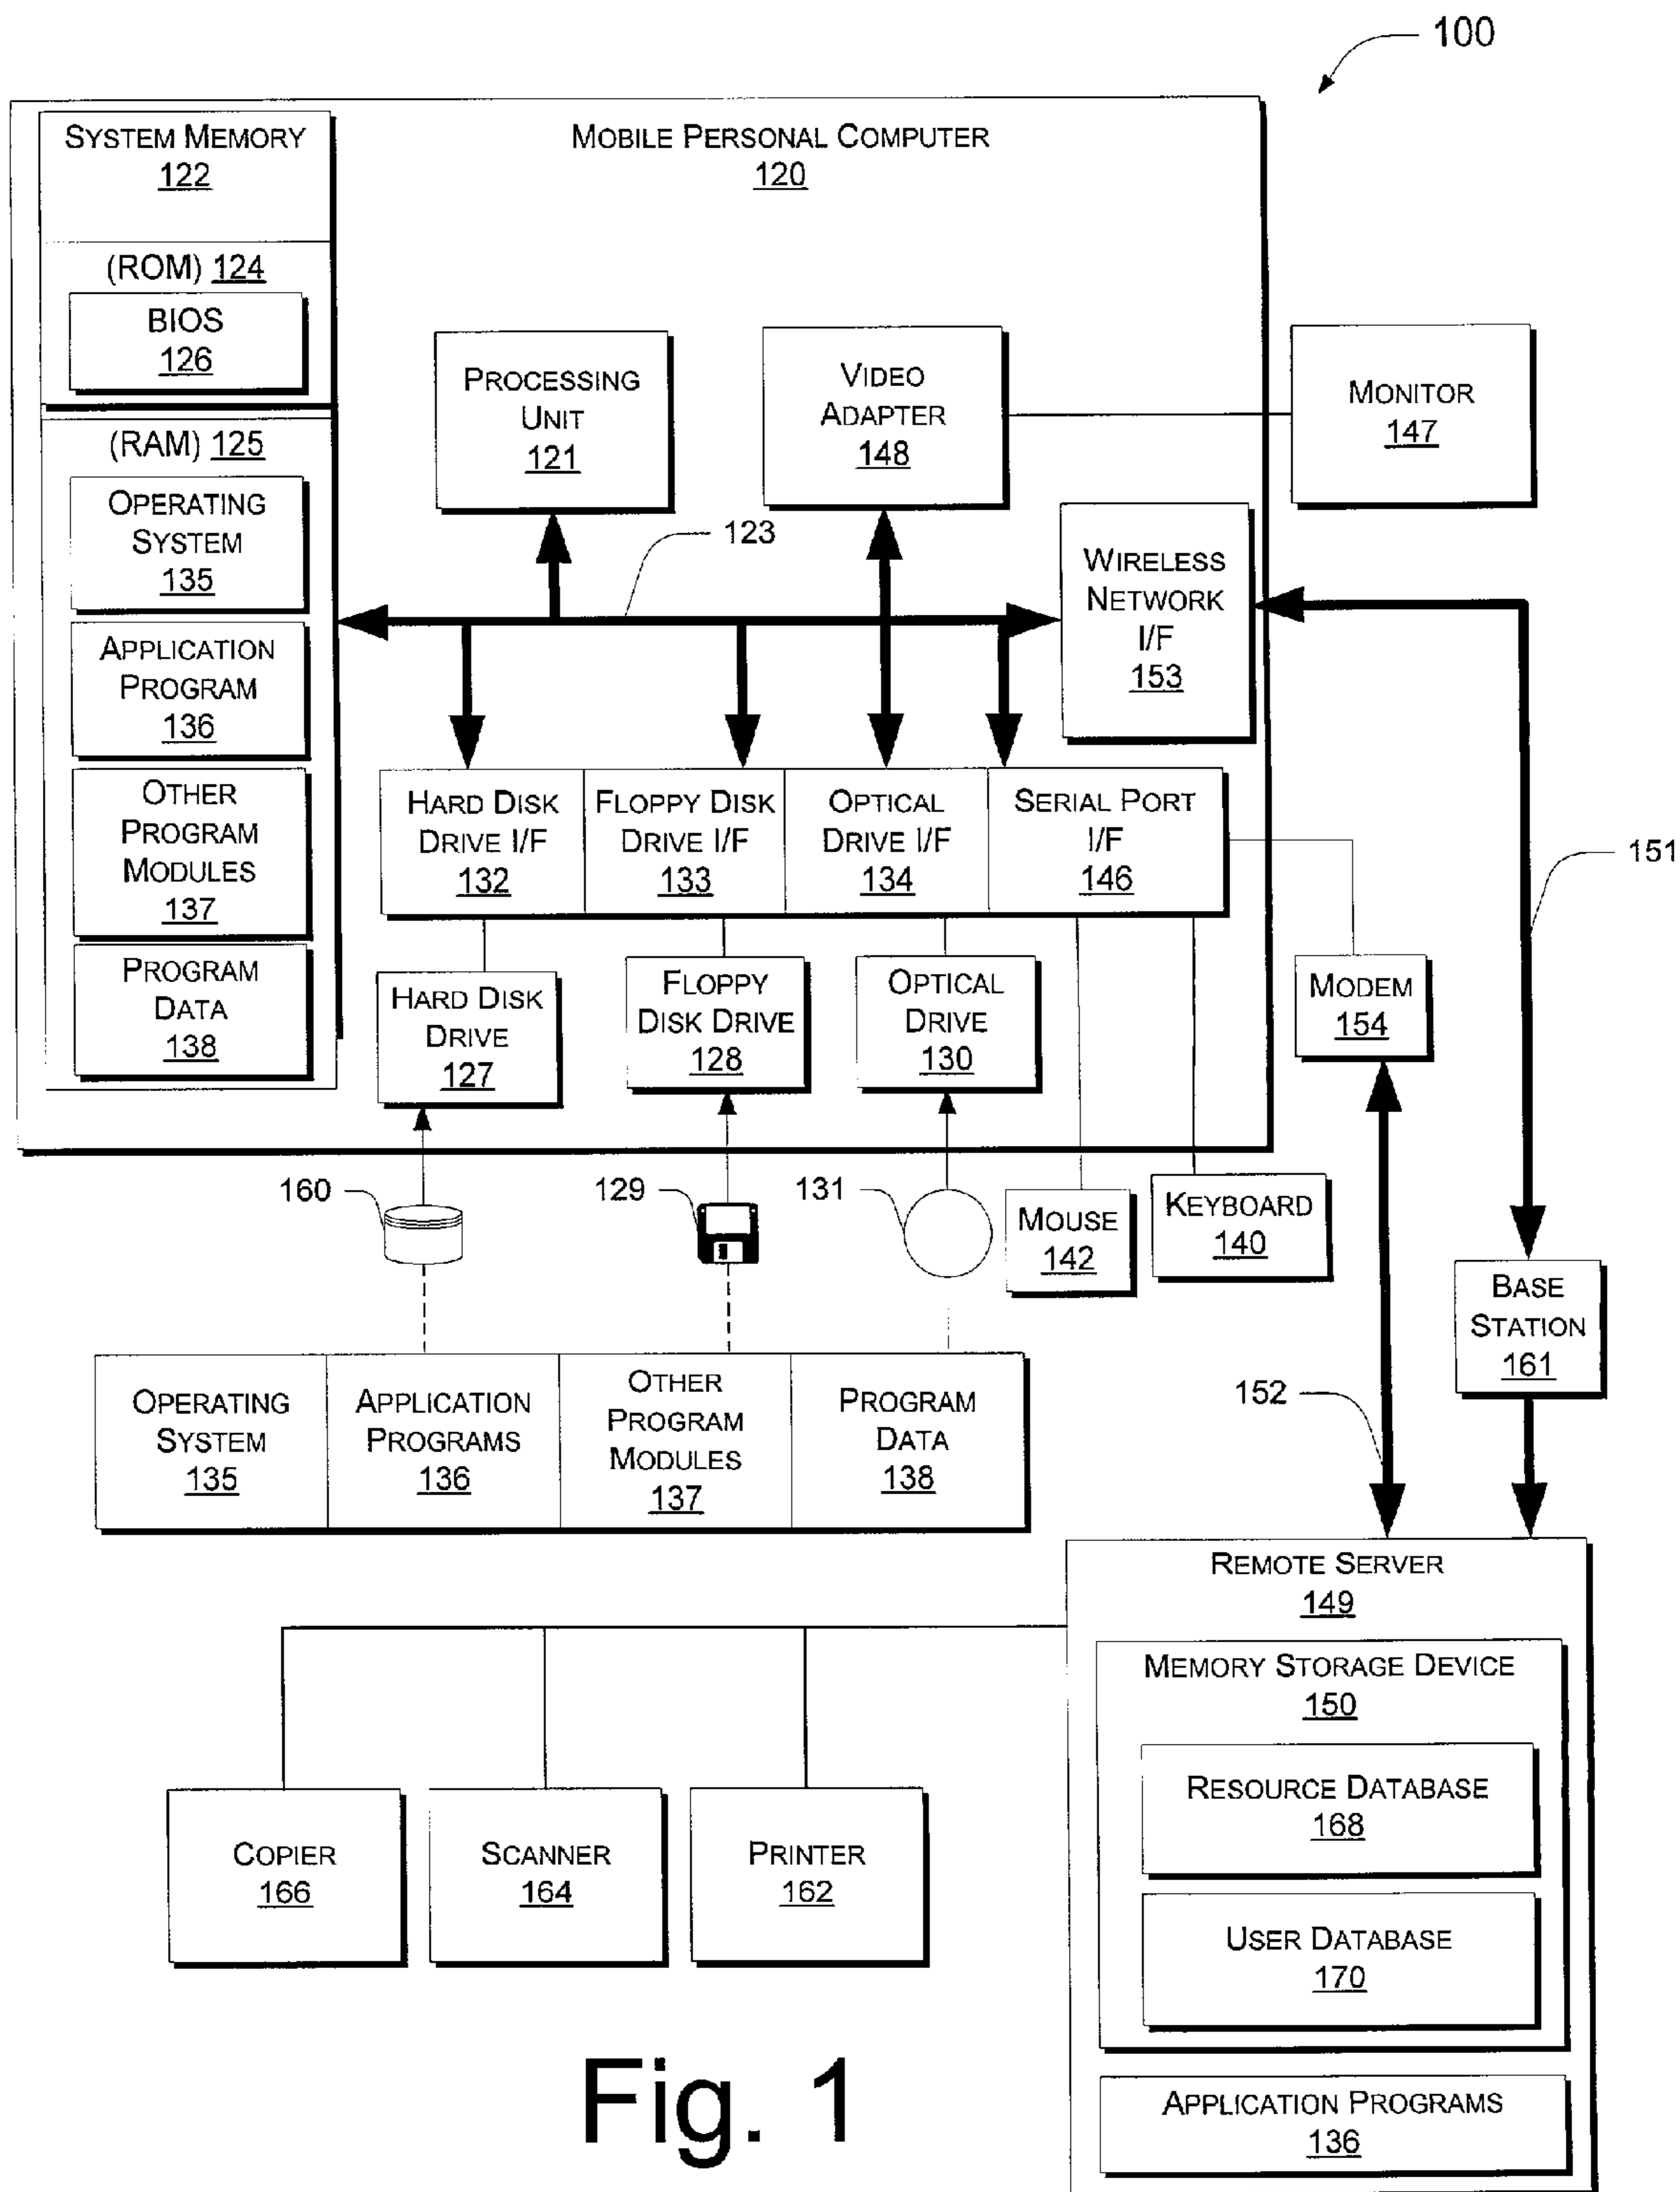 100
SYSTEM MEMORY
122
MOBILE PERSONAL COMPUTER
120
(ROM) 124
BIOS
126
(RAM) 125
OPERATING
SYSTEM
135
APPLICATION
PROGRAM
136
OTHER
PROGRAM
MODULES
137
PROGRAM
DATA
138
PROCESSING
UNIT
121
VIDEO
ADAPTER
148
MONITOR
147
123
WIRELESS
NETWORK
I/F
153
HARD DISK
DRIVE I/F
132
FLOPPY DISK
DRIVE I/F
133
OPTICAL
DRIVE I/F
134
SERIAL PORT
I/F
146
151
HARD DISK
DRIVE
127
FLOPPY
DISK DRIVE
128
OPTICAL
DRIVE
130
MODEM
154
160
129
131
MOUSE
142
KEYBOARD
140
BASE
STATION
161
152
OPERATING
SYSTEM
135
APPLICATION
PROGRAMS
136
OTHER
PROGRAM
MODULES
137
PROGRAM
DATA
138
REMOTE SERVER
149
MEMORY STORAGE DEVICE
150
RESOURCE DATABASE
168
USER DATABASE
170
APPLICATION PROGRAMS
136
COPIER
166
SCANNER
164
PRINTER
162
Fig. 1